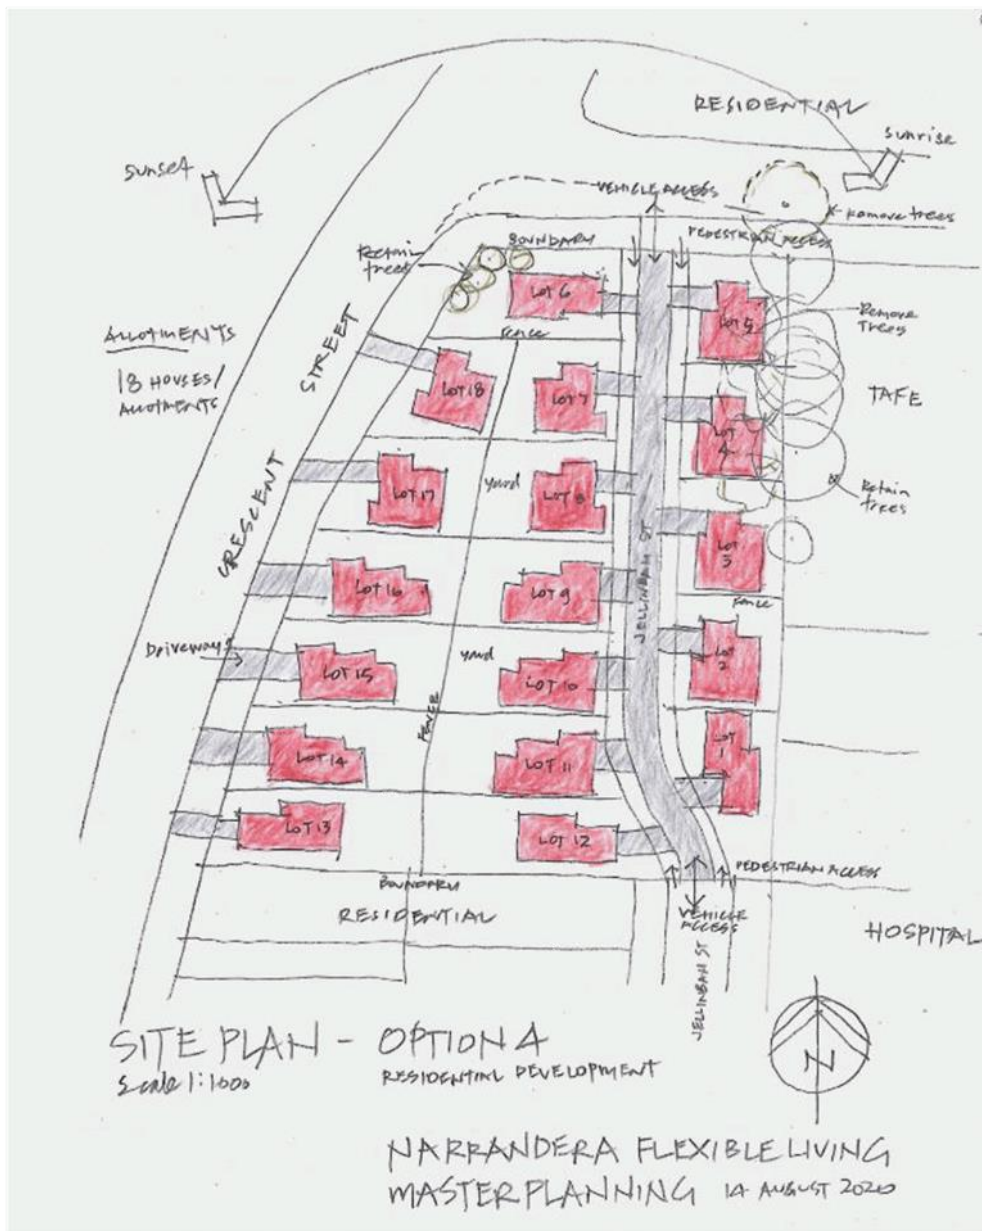 RESIDENTIAL
sunrise
sunset
VEHICLE ACCESS
Remove trees
BOUNDARY
PEDESTRIAN ACCESS
Retain
trees
LOT 6
LOT 5
Remove
Trees
Fence
ALLOTMENTS
18 HOUSES/
ALLOTMENTS
STREET
CRESCENT
LOT 18
LOT 7
LOT
4
TAFE
LOT 17
yard
LOT 8
Retain
trees
JELLINBAH ST
LOT
3
LOT 16
LOT 9
Fence
Driveways
LOT 15
yard
LOT 10
LOT
2
FENCE
LOT 14
LOT 11
LOT
1
LOT 13
LOT 12
BOUNDARY
PEDESTRIAN ACCESS
RESIDENTIAL
VEHICLE
ACCESS
HOSPITAL
JELLINBAH ST
SITE PLAN - OPTION 4
Scale 1:1000
RESIDENTIAL DEVELOPMENT
N
NARRANDERA FLEXIBLE LIVING
MASTERPLANNING 14 AUGUST 2020